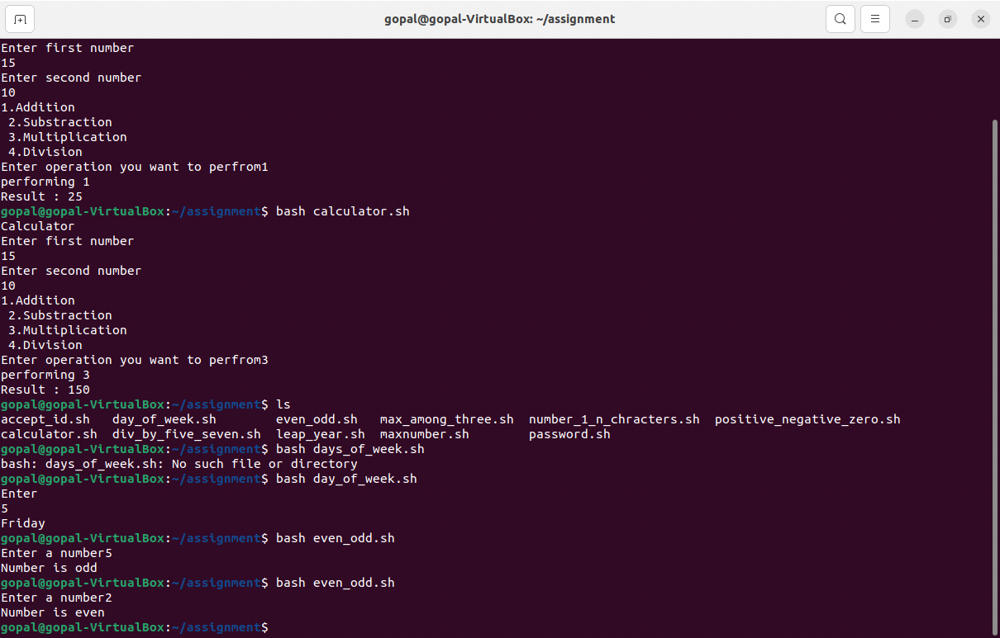 gopal@gopal-VirtualBox: ~/assignment
Enter first number
15
Enter second number
10
1.Addition
 2.Substraction
 3.Multiplication
 4.Division
Enter operation you want to perfrom1
performing 1
Result : 25
gopal@gopal-VirtualBox:~/assignment$ bash calculator.sh
Calculator
Enter first number
15
Enter second number
10
1.Addition
 2.Substraction
 3.Multiplication
 4.Division
Enter operation you want to perfrom3
performing 3
Result : 150
gopal@gopal-VirtualBox:~/assignment$ ls
accept_id.sh   day_of_week.sh        even_odd.sh   max_among_three.sh  number_1_n_chracters.sh  positive_negative_zero.sh
calculator.sh  div_by_five_seven.sh  leap_year.sh  maxnumber.sh        password.sh
gopal@gopal-VirtualBox:~/assignment$ bash days_of_week.sh
bash: days_of_week.sh: No such file or directory
gopal@gopal-VirtualBox:~/assignment$ bash day_of_week.sh
Enter
5
Friday
gopal@gopal-VirtualBox:~/assignment$ bash even_odd.sh
Enter a number5
Number is odd
gopal@gopal-VirtualBox:~/assignment$ bash even_odd.sh
Enter a number2
Number is even
gopal@gopal-VirtualBox:~/assignment$